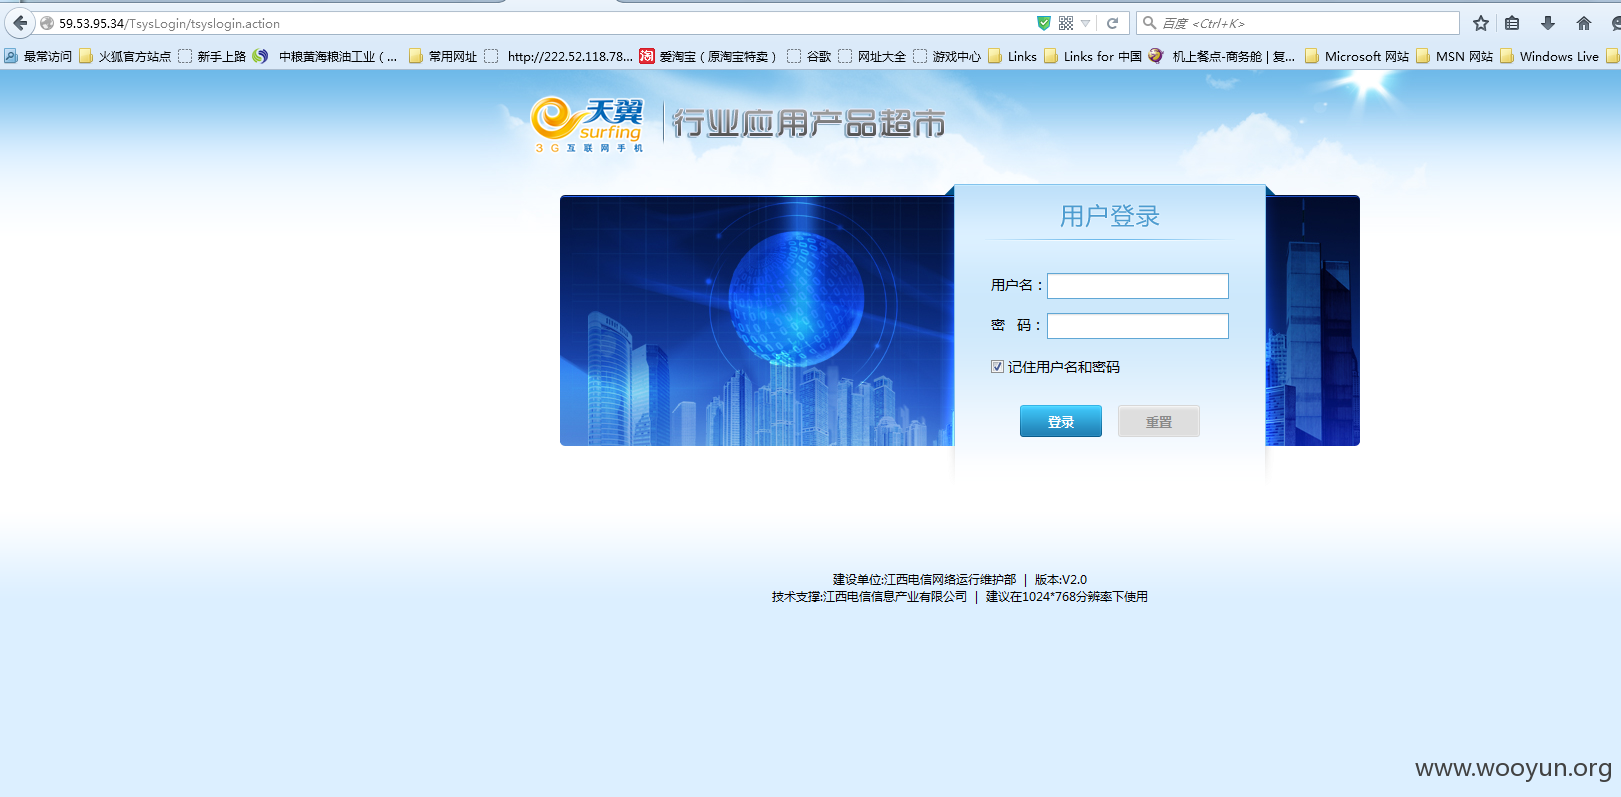 59.53.95.34/TsysLogin/tsyslogin.action
百度 <Ctrl+K>
最常访问 火狐官方站点 新手上路 中粮黄海粮油工业（... 常用网址 http://222.52.118.78... 淘 爱淘宝（原淘宝特卖） 谷歌 网址大全 游戏中心 Links Links for 中国 机上餐点-商务舱 | 复... Microsoft 网站 MSN 网站 Windows Live
天翼 surfing
3G互联网手机
行业应用产品超市
用户登录
用户名：
密 码：
记住用户名和密码
登录 重置
建设单位:江西电信网络运行维护部 | 版本:V2.0
技术支撑:江西电信信息产业有限公司 | 建议在1024*768分辨率下使用
www.wooyun.org